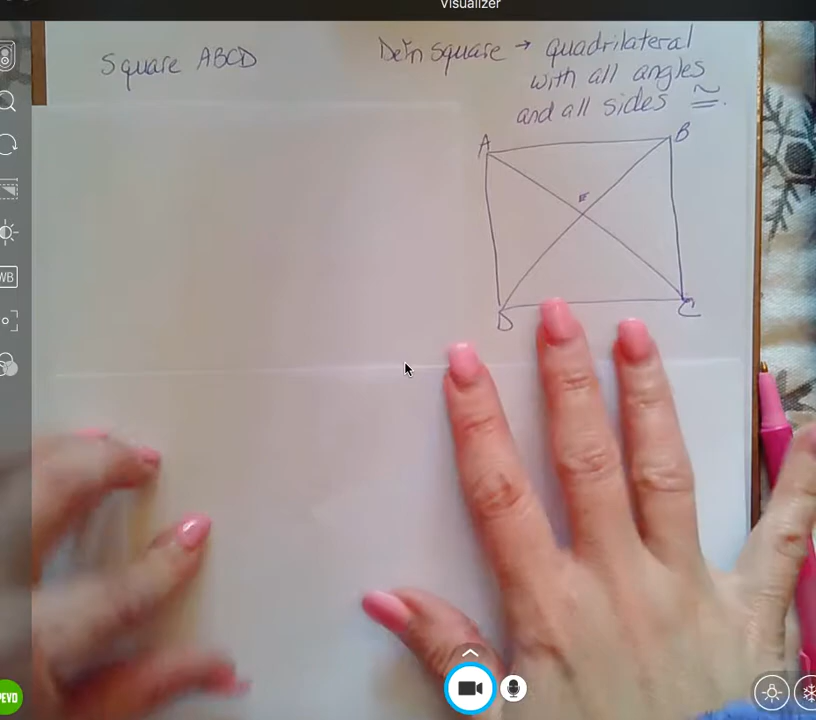 Visualizer
Square ABCD
Def'n square → quadrilateral
with all angles
and all sides ≅.
A
B
E
D
C
WB